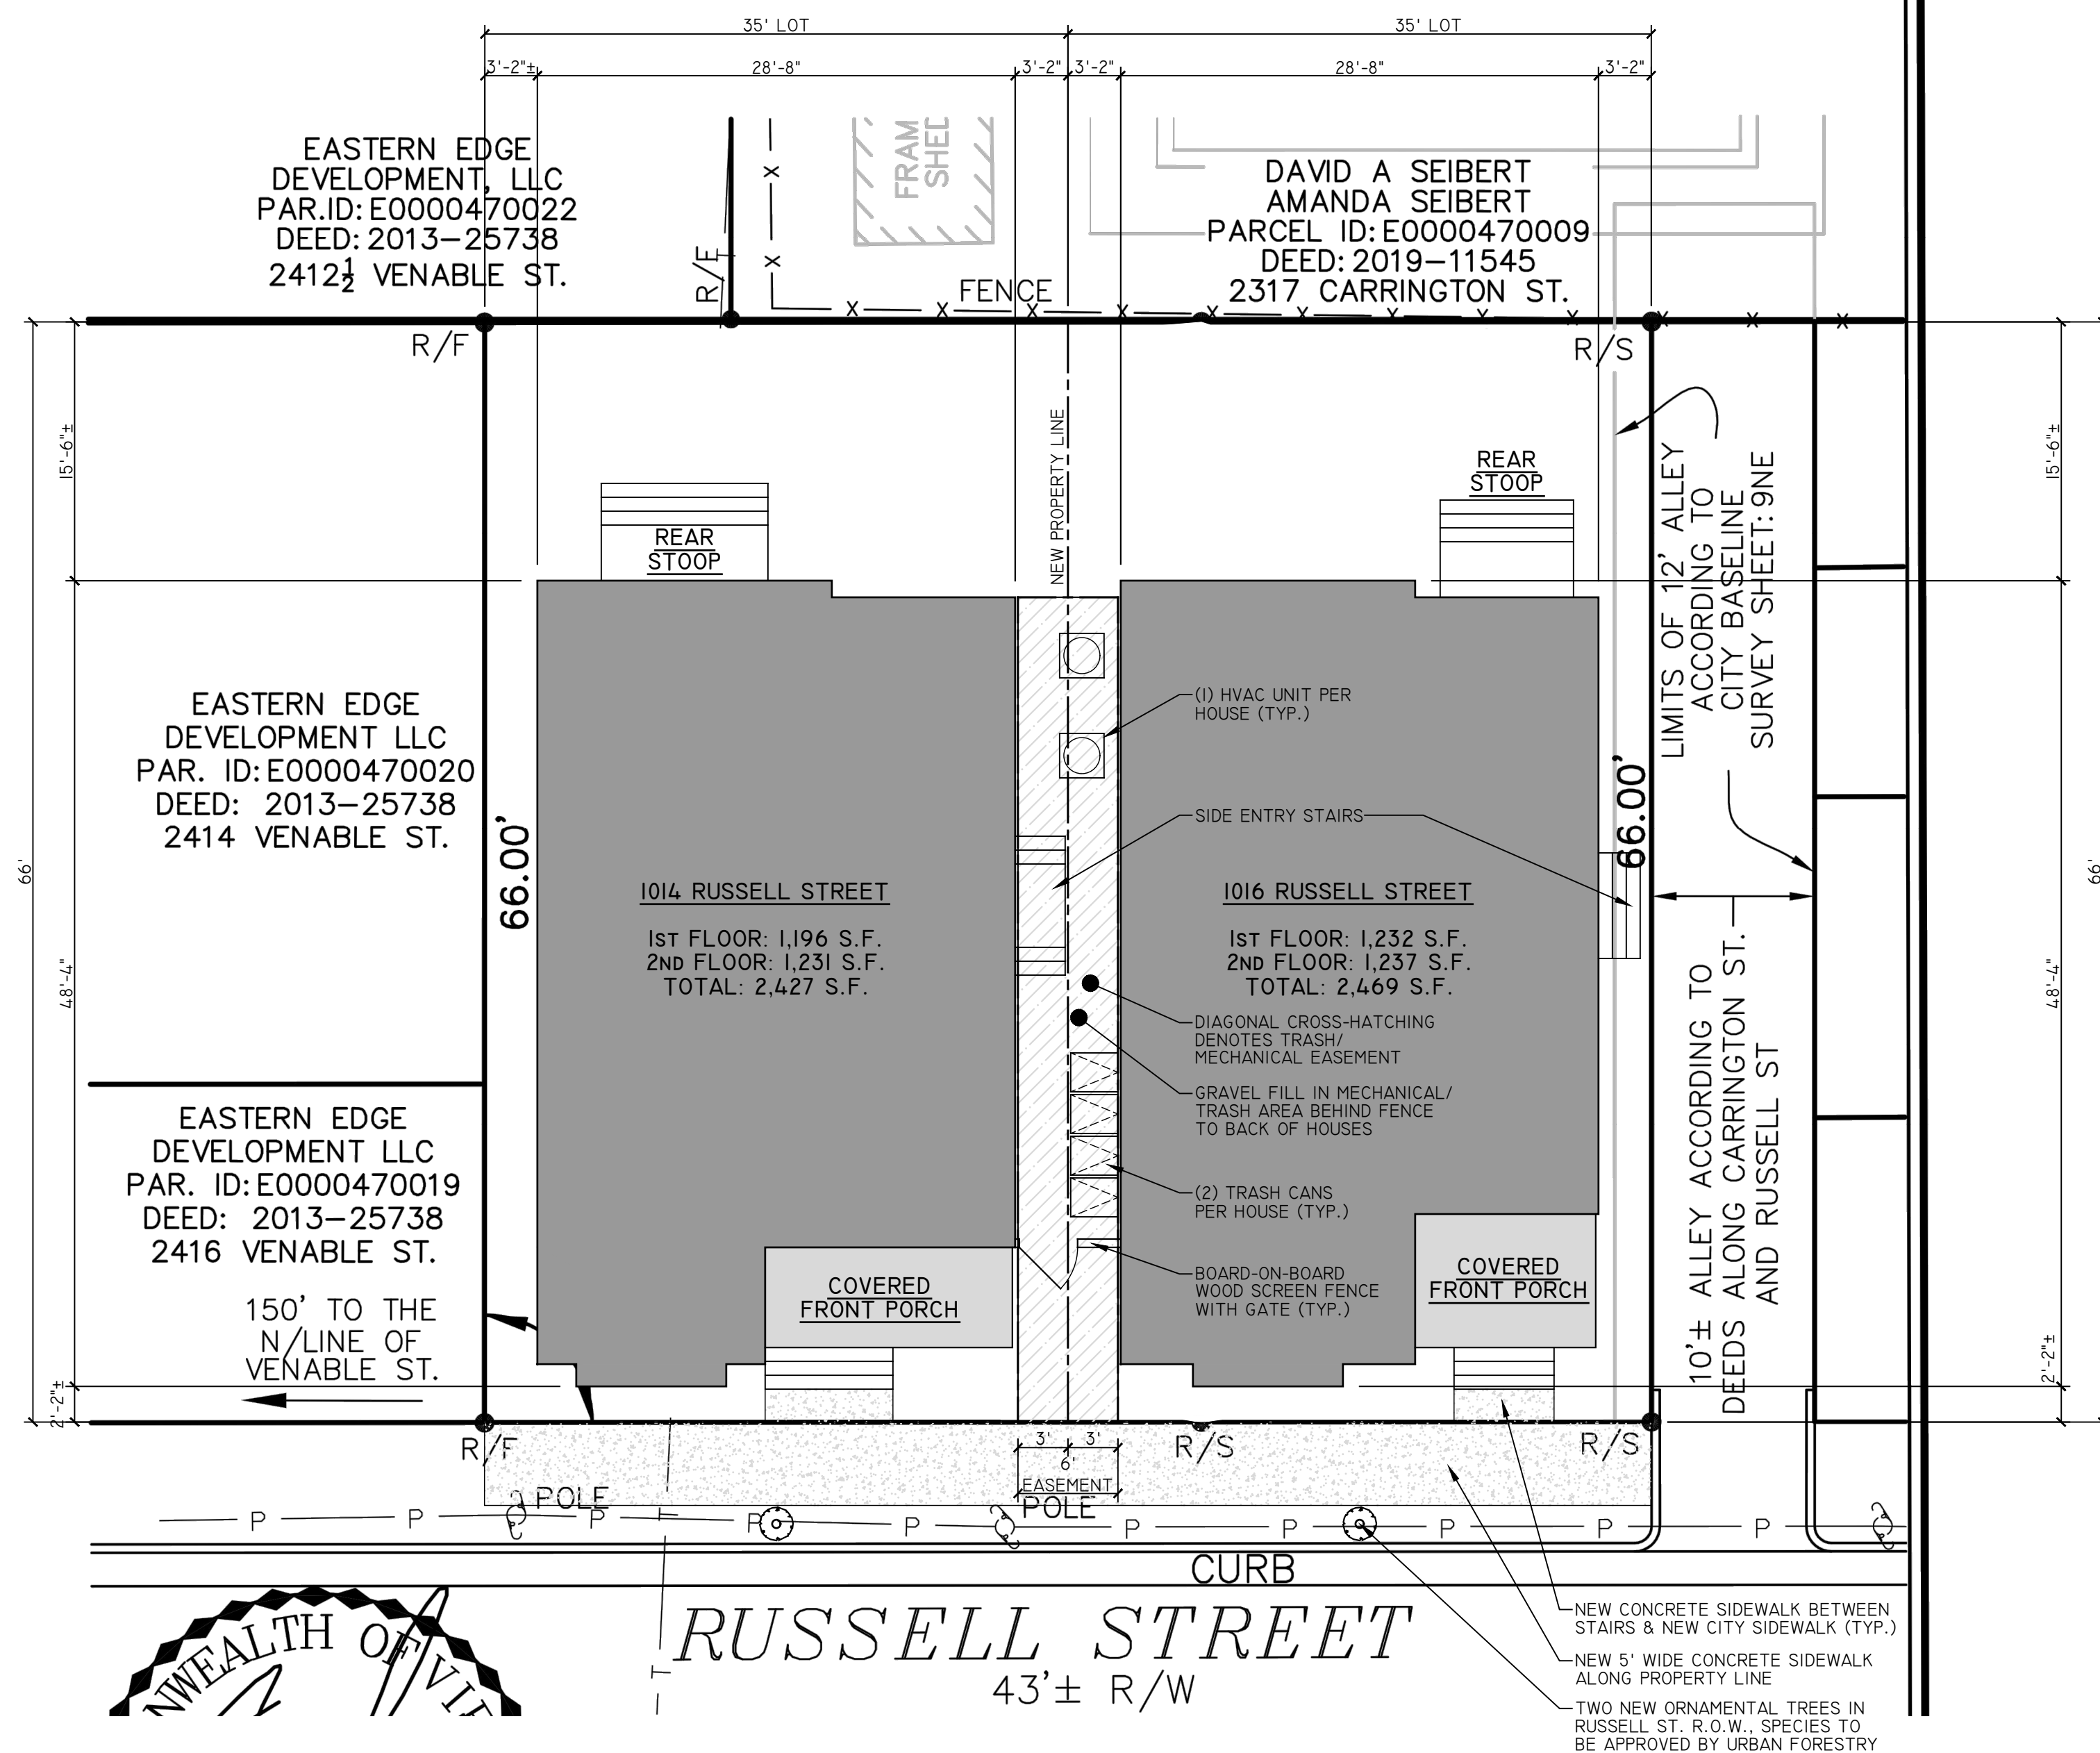 35' LOT
35' LOT
3'-2"±
28'-8"
3'-2"
3'-2"
28'-8"
3'-2"
EASTERN EDGE
DEVELOPMENT, LLC
PAR.ID: E0000470022
DEED: 2013-25738
2412½ VENABLE ST.
R/E
FRAM
SHED
DAVID A SEIBERT
AMANDA SEIBERT
PARCEL ID: E0000470009
DEED: 2019-11545
2317 CARRINGTON ST.
FENCE
R/F
R/S
15'-6"±
15'-6"±
NEW PROPERTY LINE
REAR
STOOP
REAR
STOOP
LIMITS OF 12' ALLEY
ACCORDING TO
CITY BASELINE
SURVEY SHEET: 9NE
EASTERN EDGE
DEVELOPMENT LLC
PAR. ID: E0000470020
DEED: 2013-25738
2414 VENABLE ST.
66'
66.00'
66.00'
66'
(1) HVAC UNIT PER
HOUSE (TYP.)
SIDE ENTRY STAIRS
1014 RUSSELL STREET
1ST FLOOR: 1,196 S.F.
2ND FLOOR: 1,231 S.F.
TOTAL: 2,427 S.F.
1016 RUSSELL STREET
1ST FLOOR: 1,232 S.F.
2ND FLOOR: 1,237 S.F.
TOTAL: 2,469 S.F.
48'-4"
48'-4"
DIAGONAL CROSS-HATCHING
DENOTES TRASH/
MECHANICAL EASEMENT
GRAVEL FILL IN MECHANICAL/
TRASH AREA BEHIND FENCE
TO BACK OF HOUSES
(2) TRASH CANS
PER HOUSE (TYP.)
BOARD-ON-BOARD
WOOD SCREEN FENCE
WITH GATE (TYP.)
10'± ALLEY ACCORDING TO
DEEDS ALONG CARRINGTON ST.
AND RUSSELL ST
EASTERN EDGE
DEVELOPMENT LLC
PAR. ID: E0000470019
DEED: 2013-25738
2416 VENABLE ST.
150' TO THE
N/LINE OF
VENABLE ST.
COVERED
FRONT PORCH
COVERED
FRONT PORCH
2'-2"±
2'-2"±
R/F
R/S
R/S
3'
3'
6'
EASEMENT
POLE
POLE
P
P
P
P
P
P
P
P
P
P
CURB
RUSSELL STREET
43'± R/W
T
T
NWEALTH OF VI
NEW CONCRETE SIDEWALK BETWEEN
STAIRS & NEW CITY SIDEWALK (TYP.)
NEW 5' WIDE CONCRETE SIDEWALK
ALONG PROPERTY LINE
TWO NEW ORNAMENTAL TREES IN
RUSSELL ST. R.O.W., SPECIES TO
BE APPROVED BY URBAN FORESTRY